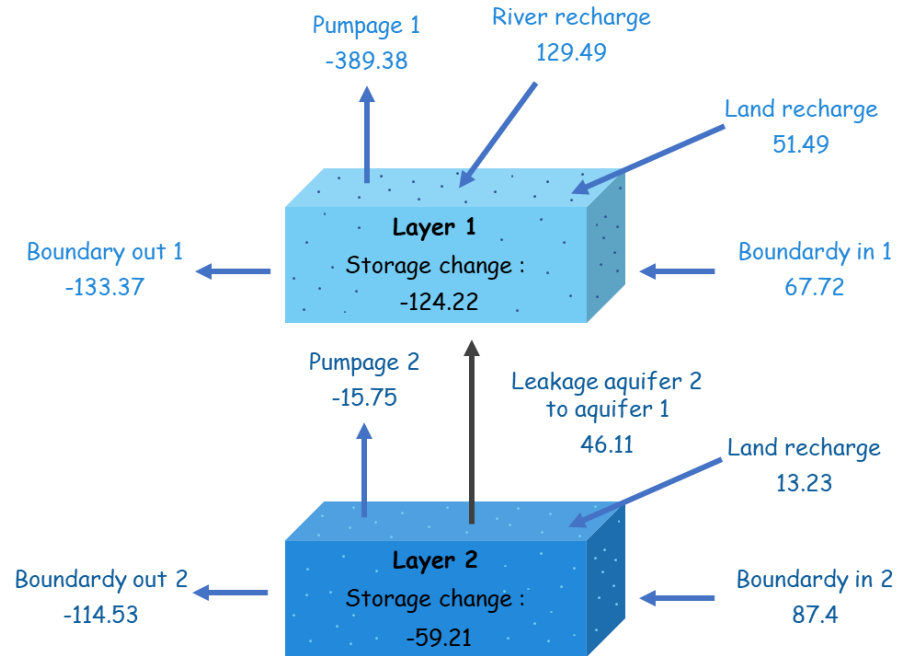 Pumpage 1
-389.38
River recharge
129.49
Land recharge
51.49
Layer 1
Storage change :
-124.22
Boundary out 1
-133.37
Boundardy in 1
67.72
Pumpage 2
-15.75
Leakage aquifer 2
to aquifer 1
46.11
Land recharge
13.23
Layer 2
Storage change :
-59.21
Boundardy out 2
-114.53
Boundardy in 2
87.4